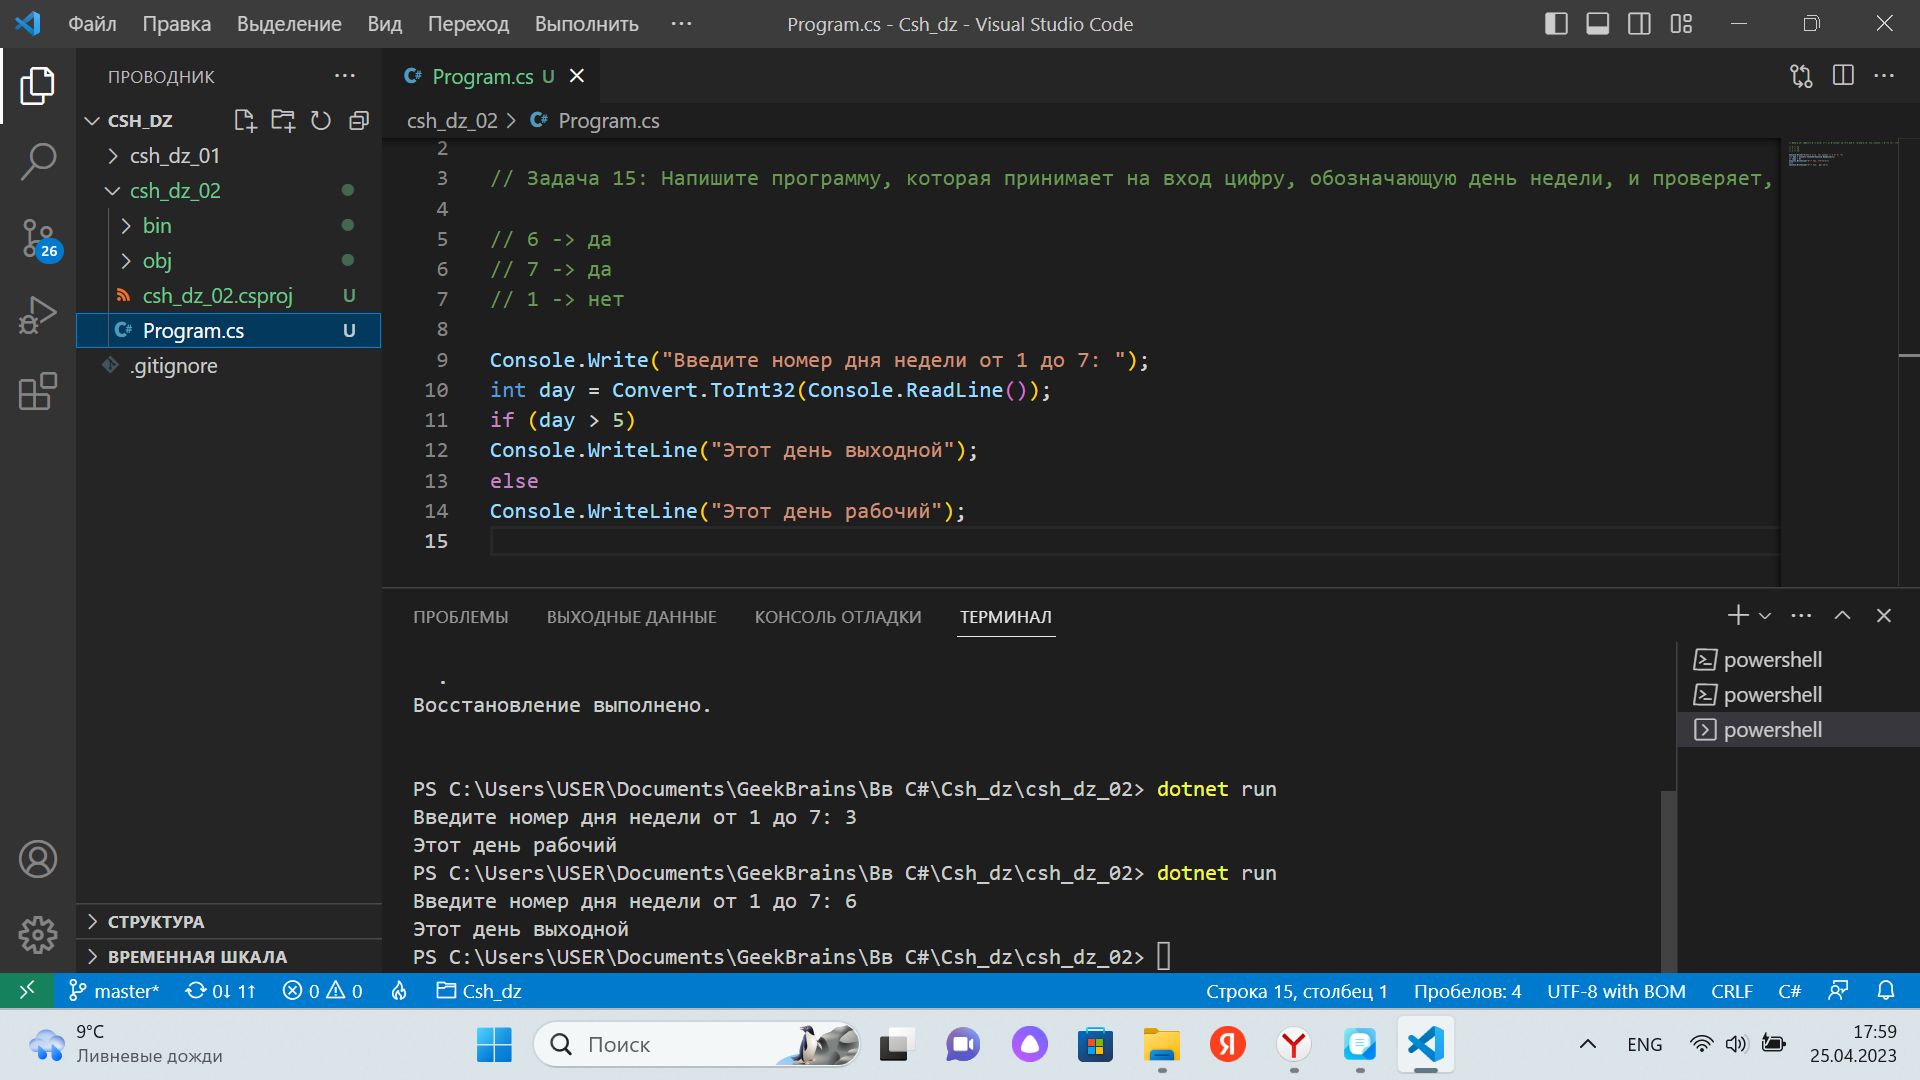 Файл Правка Выделение Вид Переход Выполнить ··· Program.cs - Csh_dz - Visual Studio Code
ПРОВОДНИК ···
CSH_DZ
csh_dz_01
csh_dz_02
bin
obj
csh_dz_02.csproj U
Program.cs U
.gitignore
СТРУКТУРА
ВРЕМЕННАЯ ШКАЛА
26
Program.cs U
csh_dz_02 > Program.cs
2
3 // Задача 15: Напишите программу, которая принимает на вход цифру, обозначающую день недели, и проверяет,
4
5 // 6 -> да
6 // 7 -> да
7 // 1 -> нет
8
9 Console.Write("Введите номер дня недели от 1 до 7: ");
10 int day = Convert.ToInt32(Console.ReadLine());
11 if (day > 5)
12 Console.WriteLine("Этот день выходной");
13 else
14 Console.WriteLine("Этот день рабочий");
15
ПРОБЛЕМЫ ВЫХОДНЫЕ ДАННЫЕ КОНСОЛЬ ОТЛАДКИ ТЕРМИНАЛ
.
Восстановление выполнено.
PS C:\Users\USER\Documents\GeekBrains\Вв C#\Csh_dz\csh_dz_02> dotnet run
Введите номер дня недели от 1 до 7: 3
Этот день рабочий
PS C:\Users\USER\Documents\GeekBrains\Вв C#\Csh_dz\csh_dz_02> dotnet run
Введите номер дня недели от 1 до 7: 6
Этот день выходной
PS C:\Users\USER\Documents\GeekBrains\Вв C#\Csh_dz\csh_dz_02>
powershell
powershell
powershell
master* 0↓ 1↑ 0 0 Csh_dz Строка 15, столбец 1 Пробелов: 4 UTF-8 with BOM CRLF C#
9°C
Ливневые дожди
Поиск
ENG
17:59
25.04.2023